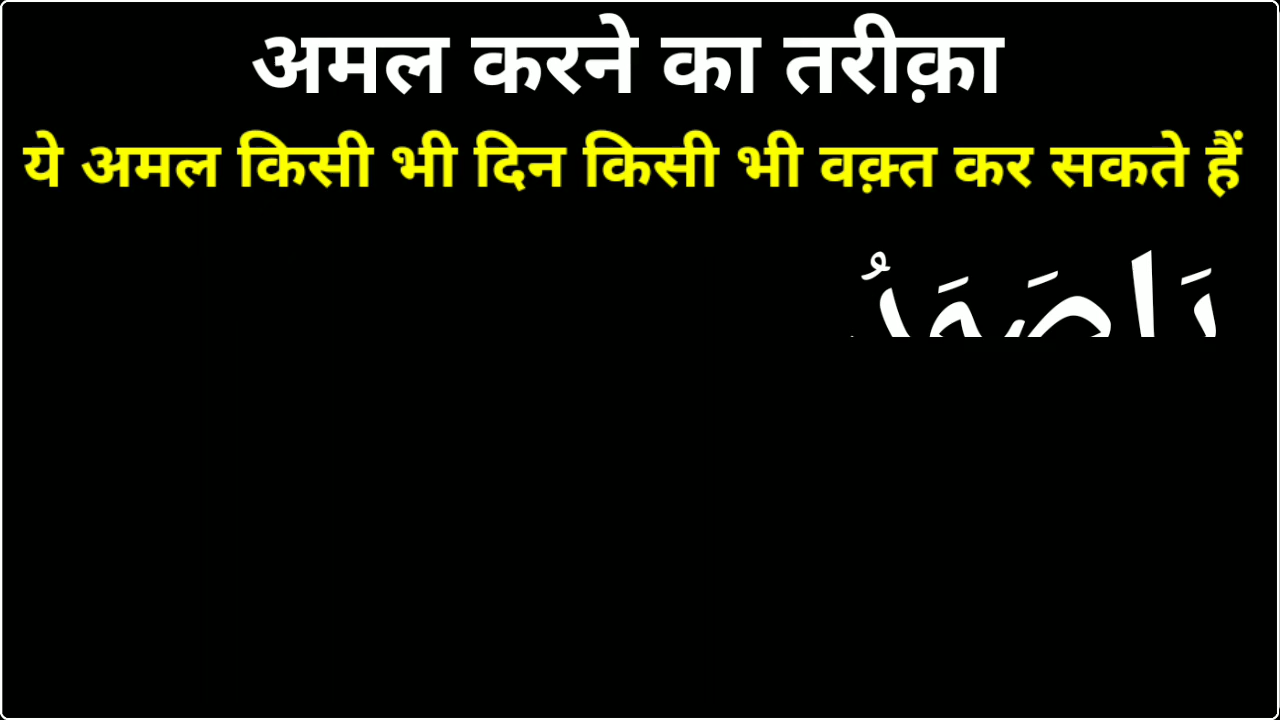 अमल करने का तरीक़ा
ये अमल किसी भी दिन किसी भी वक़्त कर सकते हैं